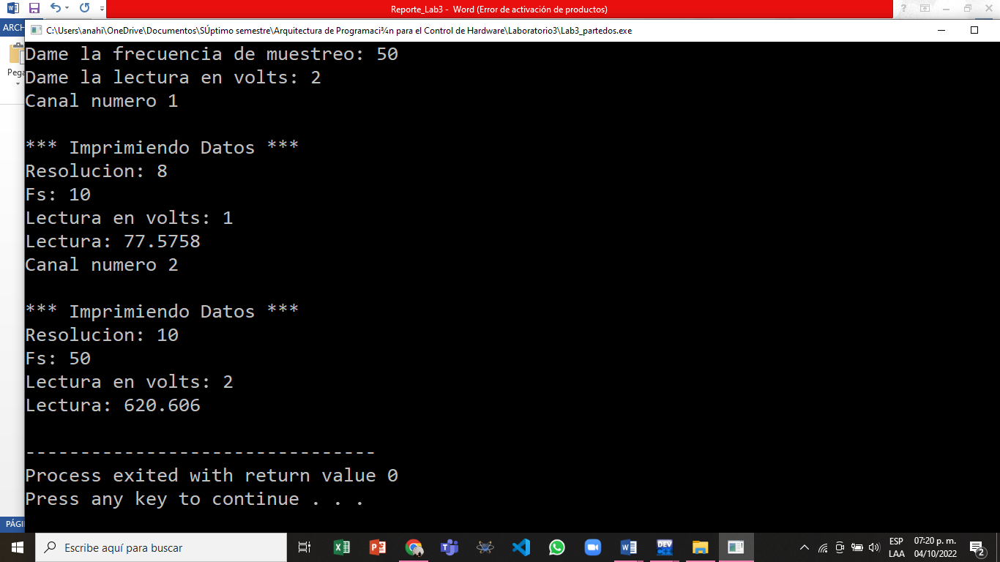 Reporte_Lab3 - Word (Error de activación de productos)
ARCH
C:\Users\anahi\OneDrive\Documentos\SÚptimo semestre\Arquitectura de Programaci¾n para el Control de Hardware\Laboratorio3\Lab3_partedos.exe
Pega
Dame la frecuencia de muestreo: 50
Dame la lectura en volts: 2
Canal numero 1
*** Imprimiendo Datos ***
Resolucion: 8
Fs: 10
Lectura en volts: 1
Lectura: 77.5758
Canal numero 2
*** Imprimiendo Datos ***
Resolucion: 10
Fs: 50
Lectura en volts: 2
Lectura: 620.606
--------------------------------
Process exited with return value 0
Press any key to continue . . .
PÁGI
Escribe aquí para buscar
DEV
ESP
LAA
07:20 p. m.
04/10/2022
2